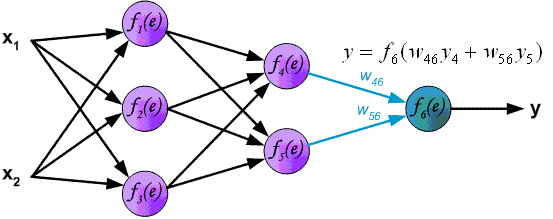 f₁(e)
x₁
f₄(e)
y = f₆(w₄₆y₄ + w₅₆y₅)
w₄₆
f₂(e)
w₅₆
f₆(e)
y
f₅(e)
x₂
f₃(e)